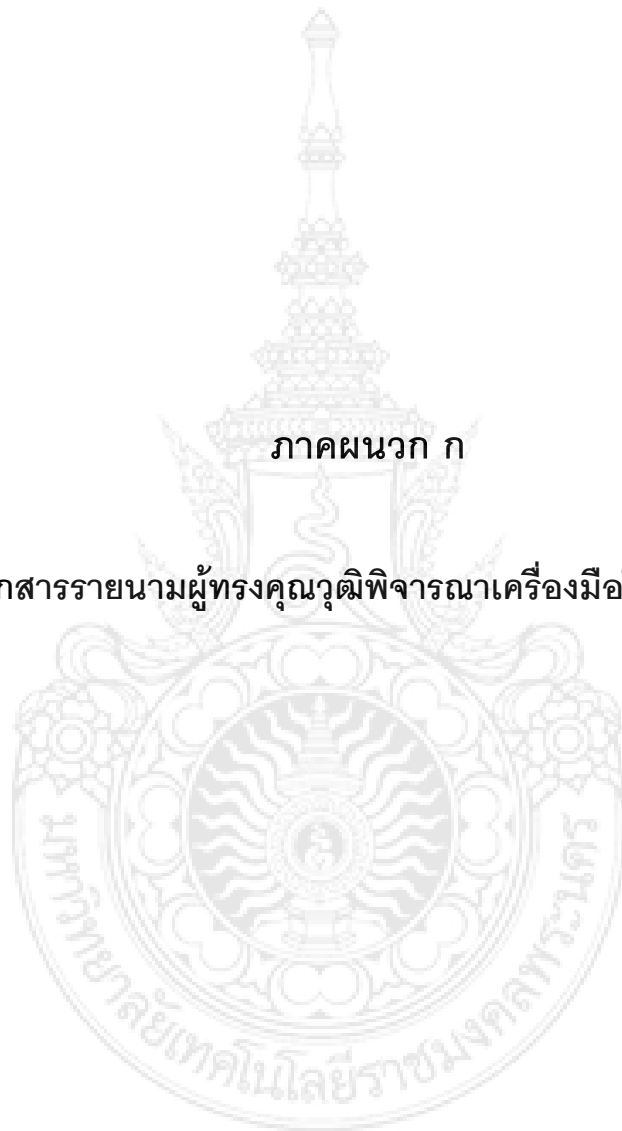 ภาคผนวก ก
กสารรายนามผู้ทรงคุณวุฒิพิจารณาเครื่องมือ
มหาวิทยาลัยเทคโนโลยีราชมงคลพระนคร